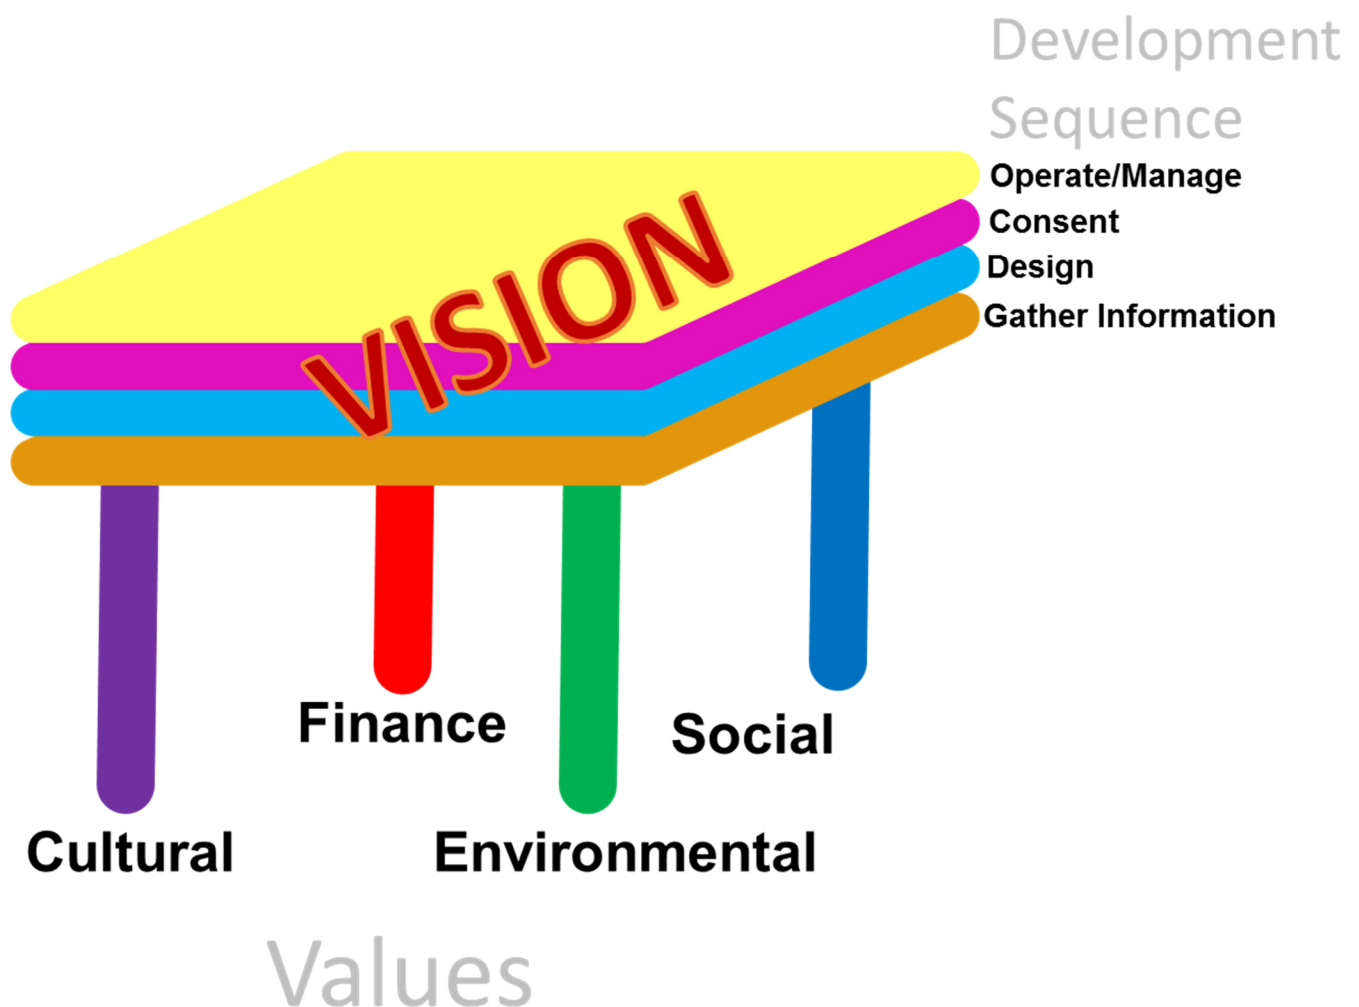 Development
Sequence
Operate/Manage
Consent
Design
Gather Information
VISION
Finance
Social
Cultural
Environmental
Values